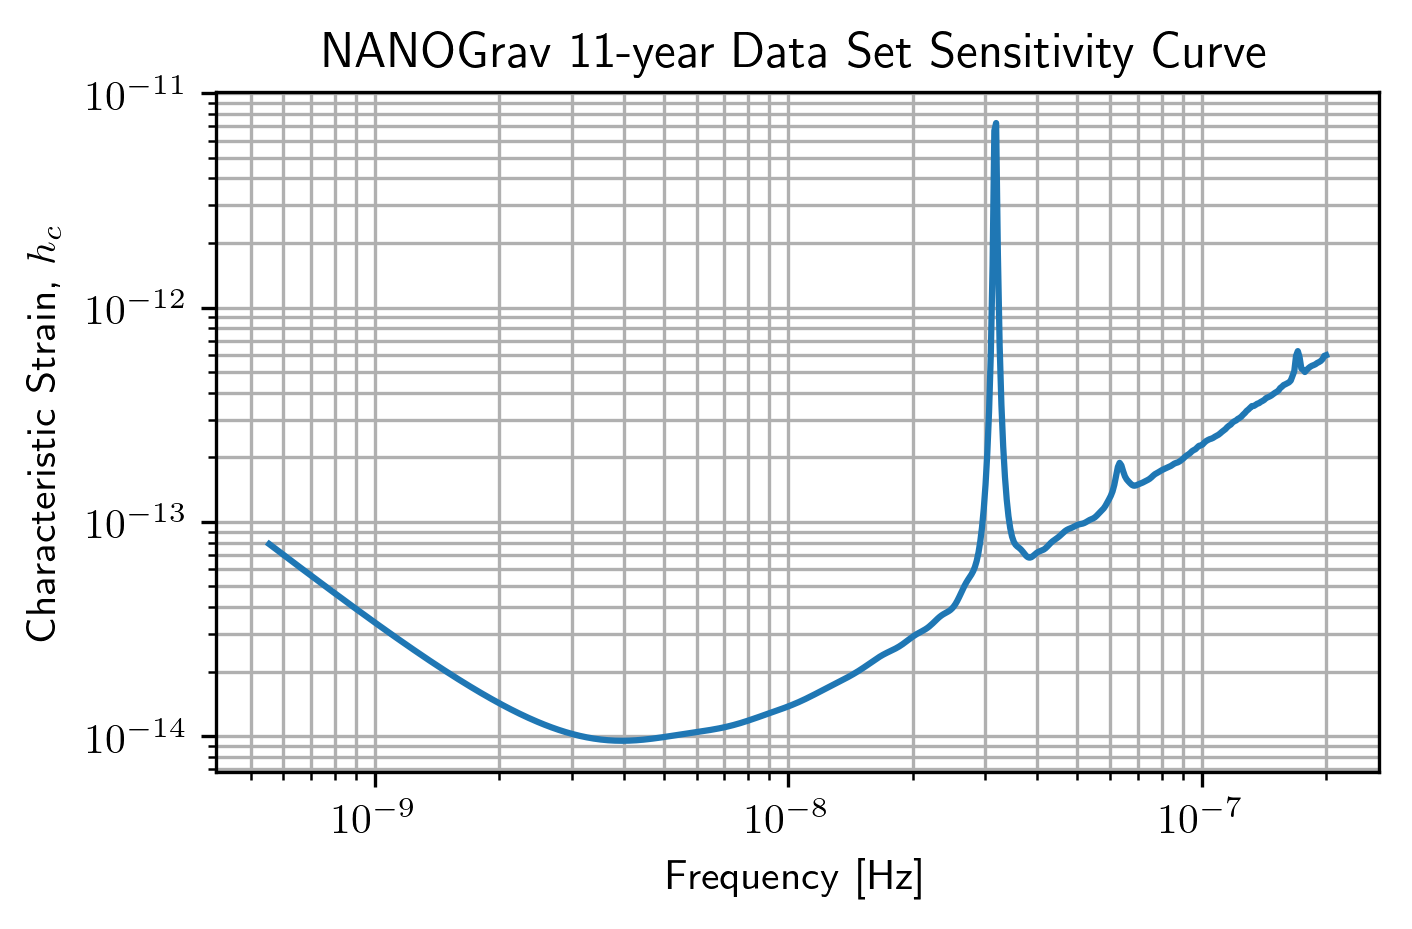 NANOGrav 11-year Data Set Sensitivity Curve
10⁻¹¹
10⁻¹²
10⁻¹³
10⁻¹⁴
Characteristic Strain, h_c
10⁻⁹ 10⁻⁸ 10⁻⁷
Frequency [Hz]